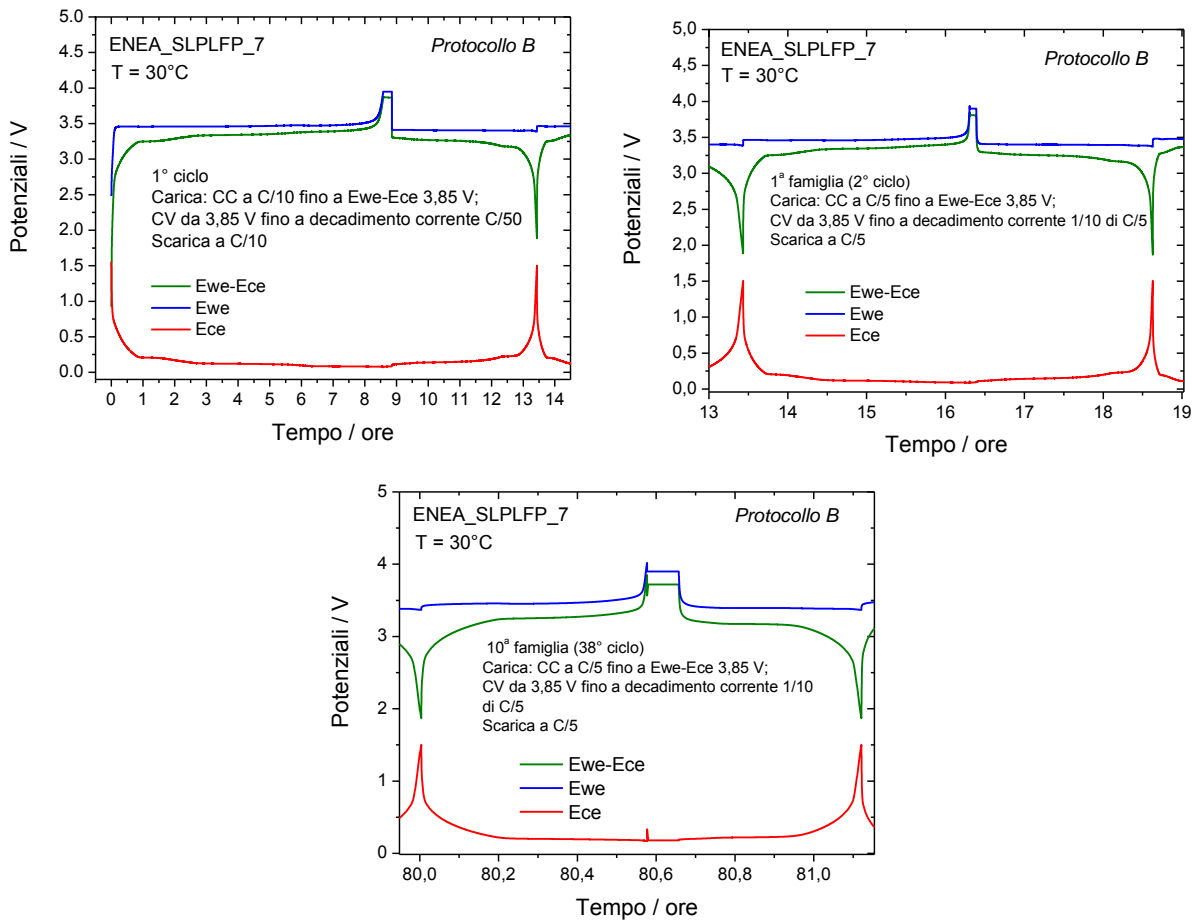 5.0
4.5
4.0
3.5
3.0
2.5
2.0
1.5
1.0
0.5
0.0
Potenziali / V
ENEA_SLPLFP_7
Protocollo B
T = 30°C
1° ciclo
Carica: CC a C/10 fino a Ewe-Ece 3,85 V;
CV da 3,85 V fino a decadimento corrente C/50
Scarica a C/10
Ewe-Ece
Ewe
Ece
0 1 2 3 4 5 6 7 8 9 10 11 12 13 14
Tempo / ore
5,0
4,5
4,0
3,5
3,0
2,5
2,0
1,5
1,0
0,5
0,0
Potenziali / V
ENEA_SLPLFP_7
Protocollo B
T = 30°C
1ª famiglia (2° ciclo)
Carica: CC a C/5 fino a Ewe-Ece 3,85 V;
CV da 3,85 V fino a decadimento corrente 1/10 di C/5
Scarica a C/5
Ewe-Ece
Ewe
Ece
13 14 15 16 17 18 19
Tempo / ore
5
4
3
2
1
0
Potenziali / V
ENEA_SLPLFP_7
Protocollo B
T = 30°C
10ª famiglia (38° ciclo)
Carica: CC a C/5 fino a Ewe-Ece 3,85 V;
CV da 3,85 V fino a decadimento corrente 1/10
di C/5
Scarica a C/5
Ewe-Ece
Ewe
Ece
80,0 80,2 80,4 80,6 80,8 81,0
Tempo / ore